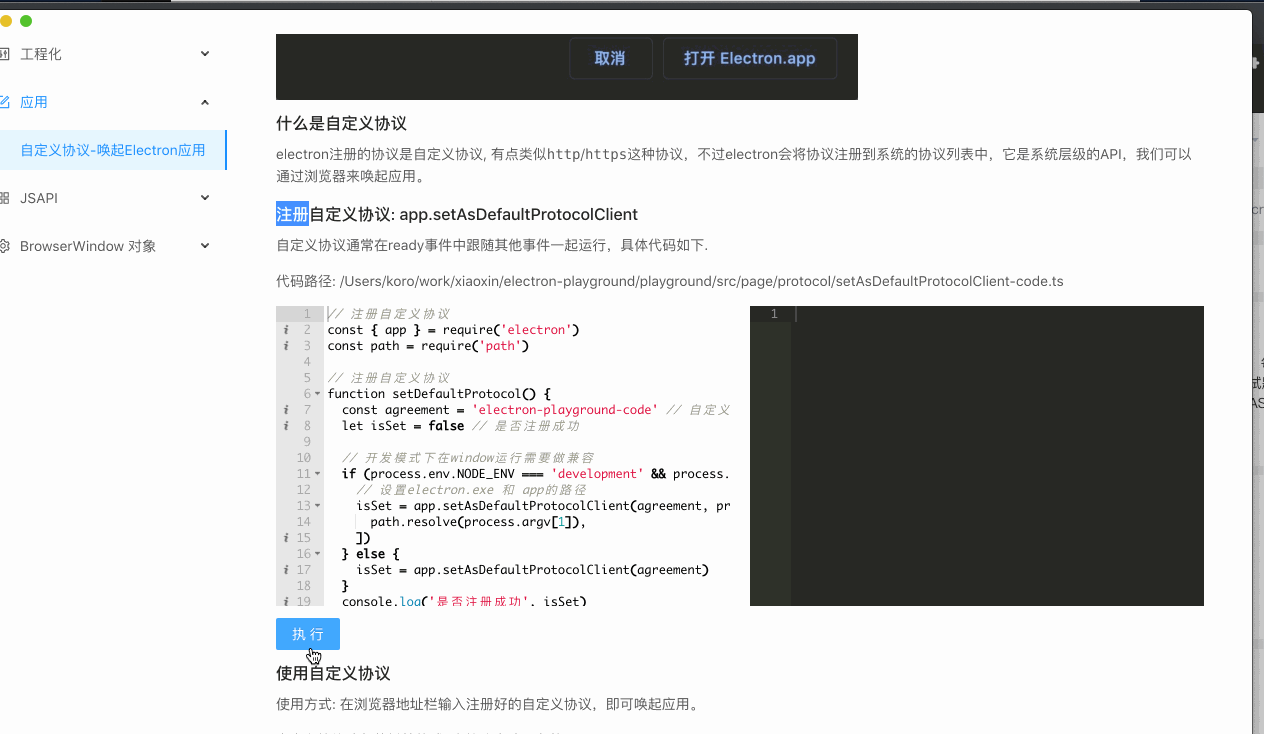 取消
打开 Electron.app
工程化
应用
自定义协议-唤起Electron应用
JSAPI
BrowserWindow 对象
什么是自定义协议
electron注册的协议是自定义协议, 有点类似http/https这种协议，不过electron会将协议注册到系统的协议列表中，它是系统层级的API，我们可以
通过浏览器来唤起应用。
注册自定义协议: app.setAsDefaultProtocolClient
自定义协议通常在ready事件中跟随其他事件一起运行，具体代码如下.
代码路径: /Users/koro/work/xiaoxin/electron-playground/playground/src/page/protocol/setAsDefaultProtocolClient-code.ts
1 // 注册自定义协议
2 const { app } = require('electron')
3 const path = require('path')
4
5 // 注册自定义协议
6 function setDefaultProtocol() {
7 const agreement = 'electron-playground-code' // 自定义
8 let isSet = false // 是否注册成功
9
10 // 开发模式下在window运行需要做兼容
11 if (process.env.NODE_ENV === 'development' && process.
12 // 设置electron.exe 和 app的路径
13 isSet = app.setAsDefaultProtocolClient(agreement, pr
14 path.resolve(process.argv[1]),
15 ])
16 } else {
17 isSet = app.setAsDefaultProtocolClient(agreement)
18 }
19 console.log('是否注册成功', isSet)
1
执行
使用自定义协议
使用方式: 在浏览器地址栏输入注册好的自定义协议，即可唤起应用。